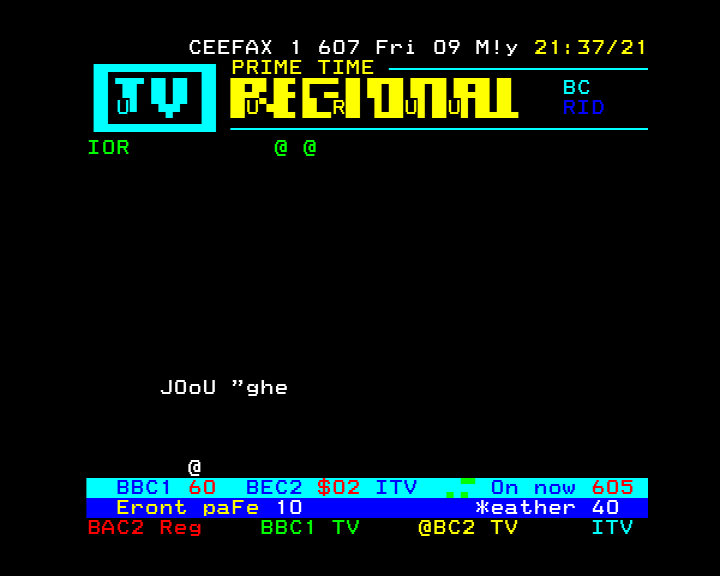 CEEFAX 1 607 Fri 09 M!y 21:37/21
PRIME TIME
TV REGIONAL BC
RID
IOR @ @
JOoU ”ghe
@
BBC1 60 BEC2 $02 ITV On now 605
Eront paFe 10 *eather 40
BAC2 Reg BBC1 TV @BC2 TV ITV